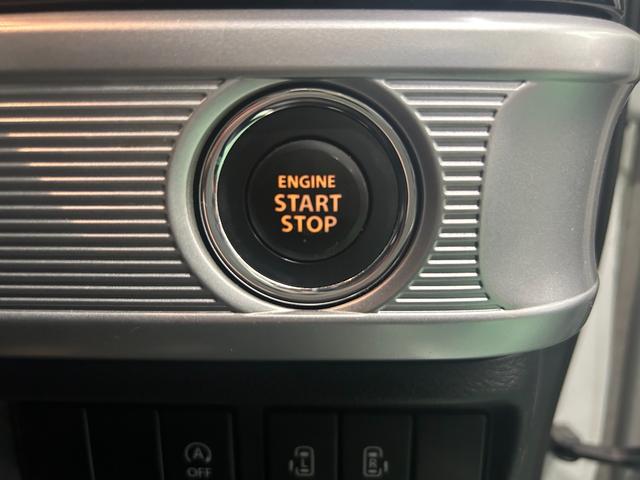 ENGINE
START
STOP
A
OFF
L
R